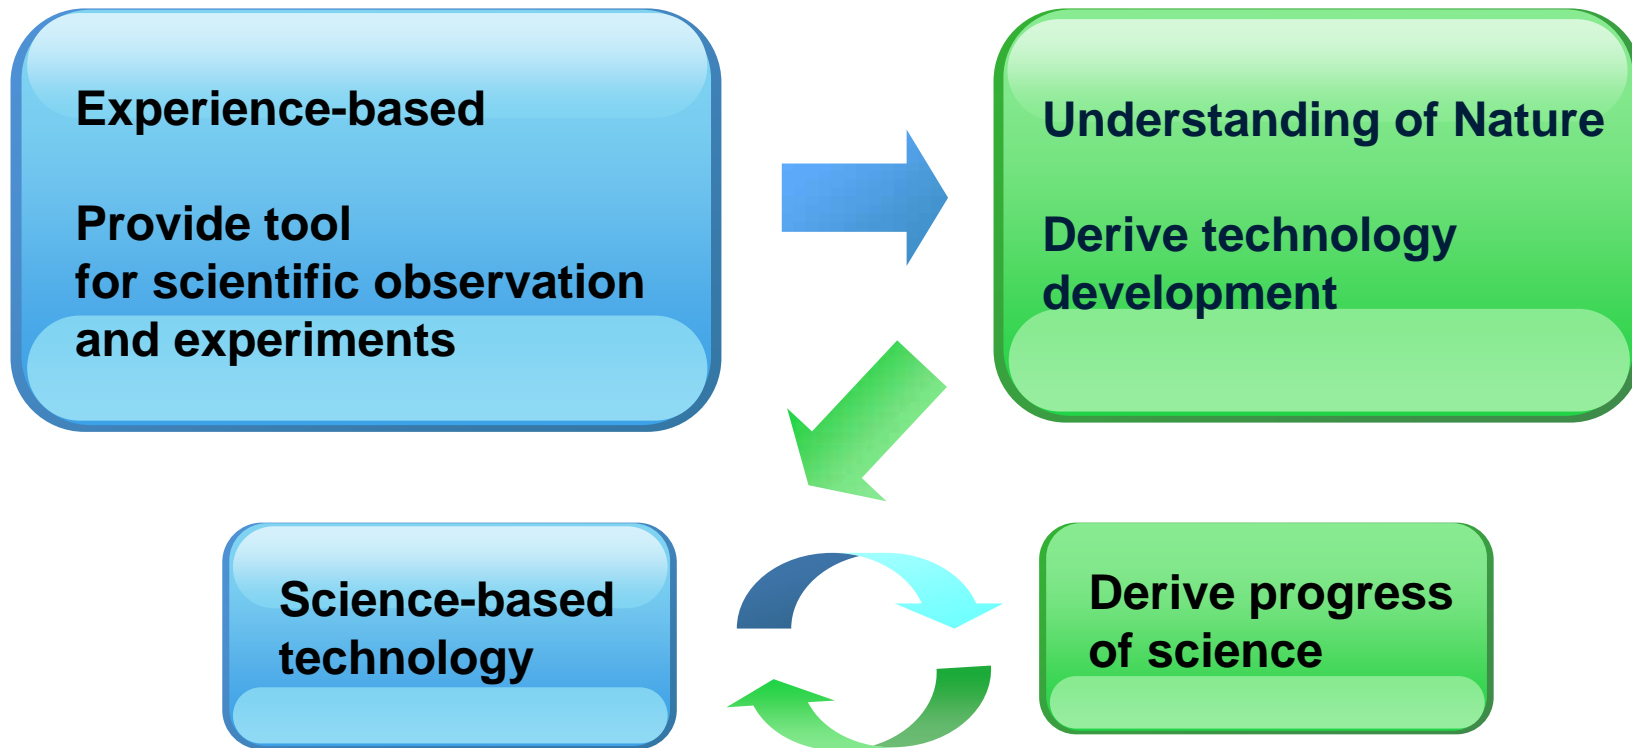 Experience-based
Provide tool
for scientific observation
and experiments
Understanding of Nature
Derive technology
development
Science-based
technology
Derive progress
of science